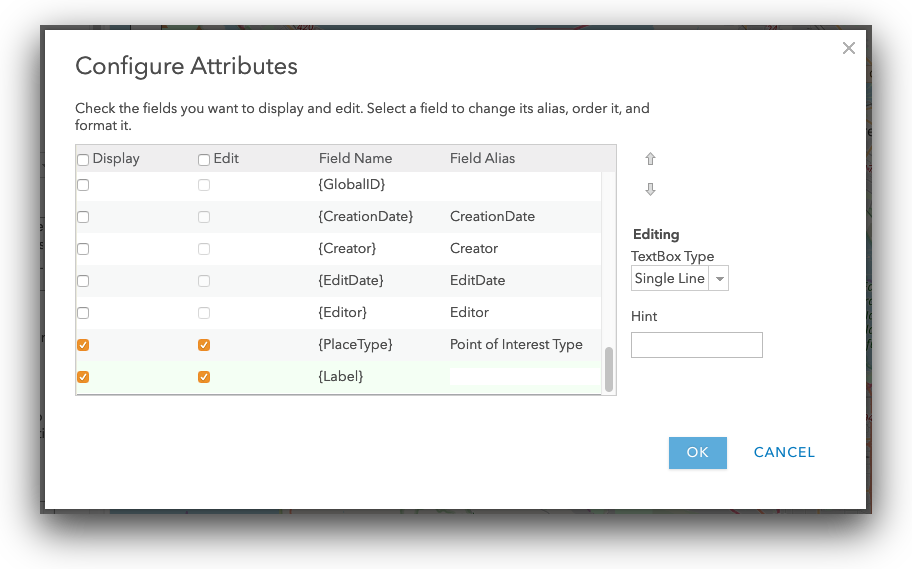 Configure Attributes
Check the fields you want to display and edit. Select a field to change its alias, order it, and
format it.
Display Edit Field Name Field Alias
{GlobalID}
{CreationDate} CreationDate
{Creator} Creator
{EditDate} EditDate
{Editor} Editor
{PlaceType} Point of Interest Type
{Label}
Editing
TextBox Type
Single Line
Hint
OK CANCEL